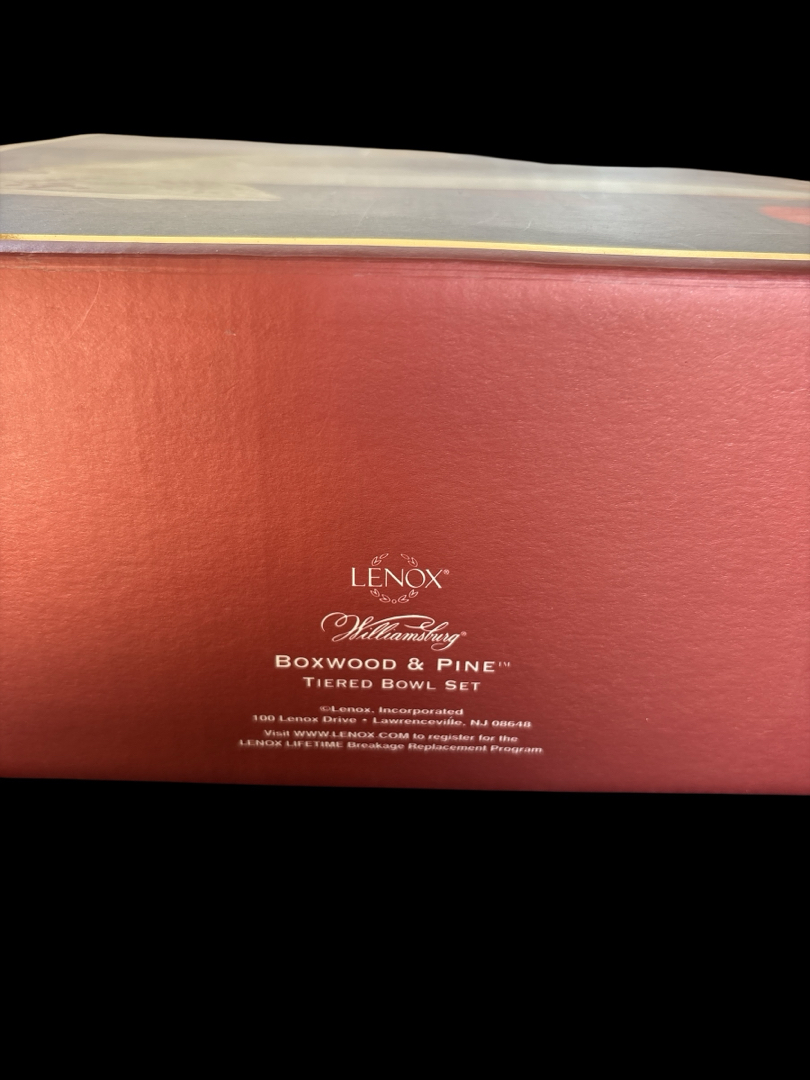 LENOX®
Williamsburg®
BOXWOOD & PINE™
TIERED BOWL SET
©Lenox, Incorporated
100 Lenox Drive • Lawrenceville, NJ 08648
Visit WWW.LENOX.COM to register for the
LENOX LIFETIME Breakage Replacement Program